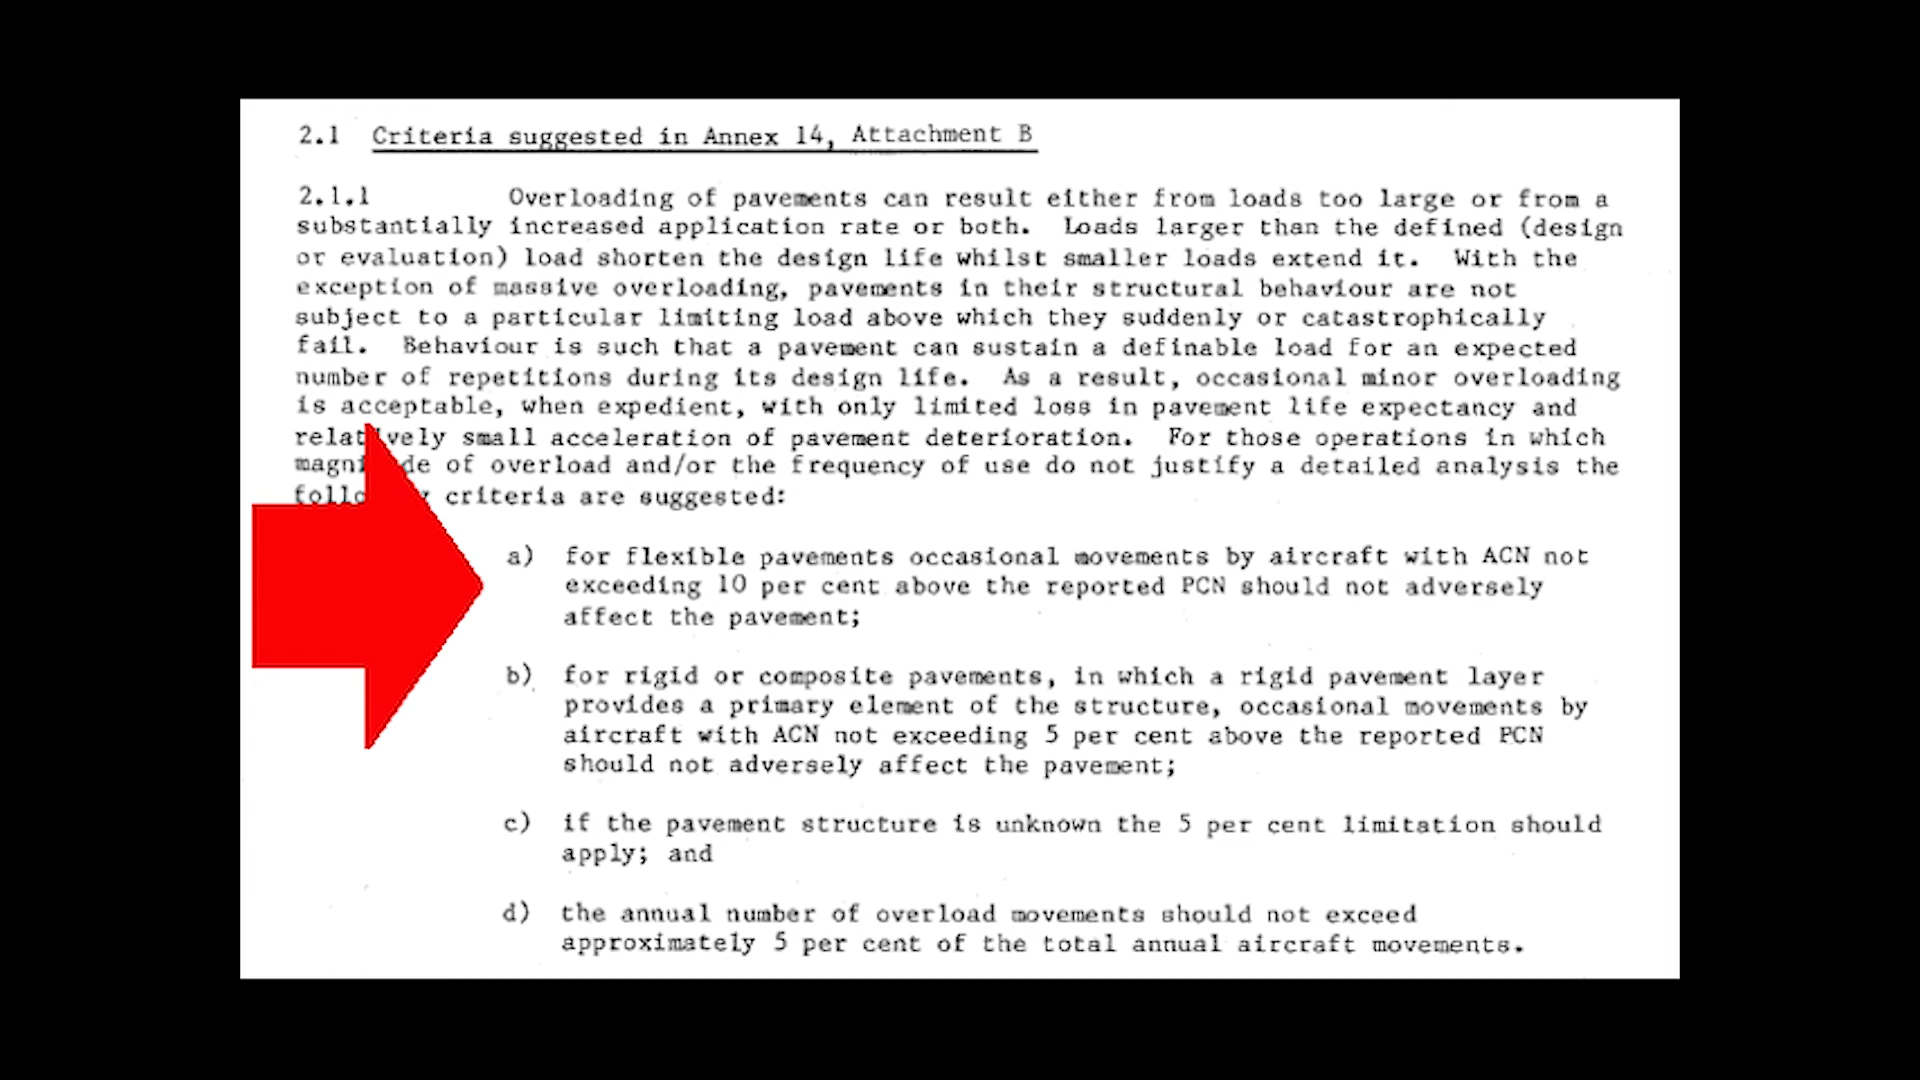 2.1 Criteria suggested in Annex 14, Attachment B
2.1.1 Overloading of pavements can result either from loads too large or from a
substantially increased application rate or both. Loads larger than the defined (design
or evaluation) load shorten the design life whilst smaller loads extend it. With the
exception of massive overloading, pavements in their structural behaviour are not
subject to a particular limiting load above which they suddenly or catastrophically
fail. Behaviour is such that a pavement can sustain a definable load for an expected
number of repetitions during its design life. As a result, occasional minor overloading
is acceptable, when expedient, with only limited loss in pavement life expectancy and
relatively small acceleration of pavement deterioration. For those operations in which
of overload and/or the frequency of use do not justify a detailed analysis the
criteria are suggested:
a) for flexible pavements occasional movements by aircraft with ACN not
exceeding 10 per cent above the reported PCN should not adversely
affect the pavement;
b) for rigid or composite pavements, in which a rigid pavement layer
provides a primary element of the structure, occasional movements by
aircraft with ACN not exceeding 5 per cent above the reported PCN
should not adversely affect the pavement;
c) if the pavement structure is unknown the 5 per cent limitation should
apply; and
d) the annual number of overload movements should not exceed
approximately 5 per cent of the total annual aircraft movements.